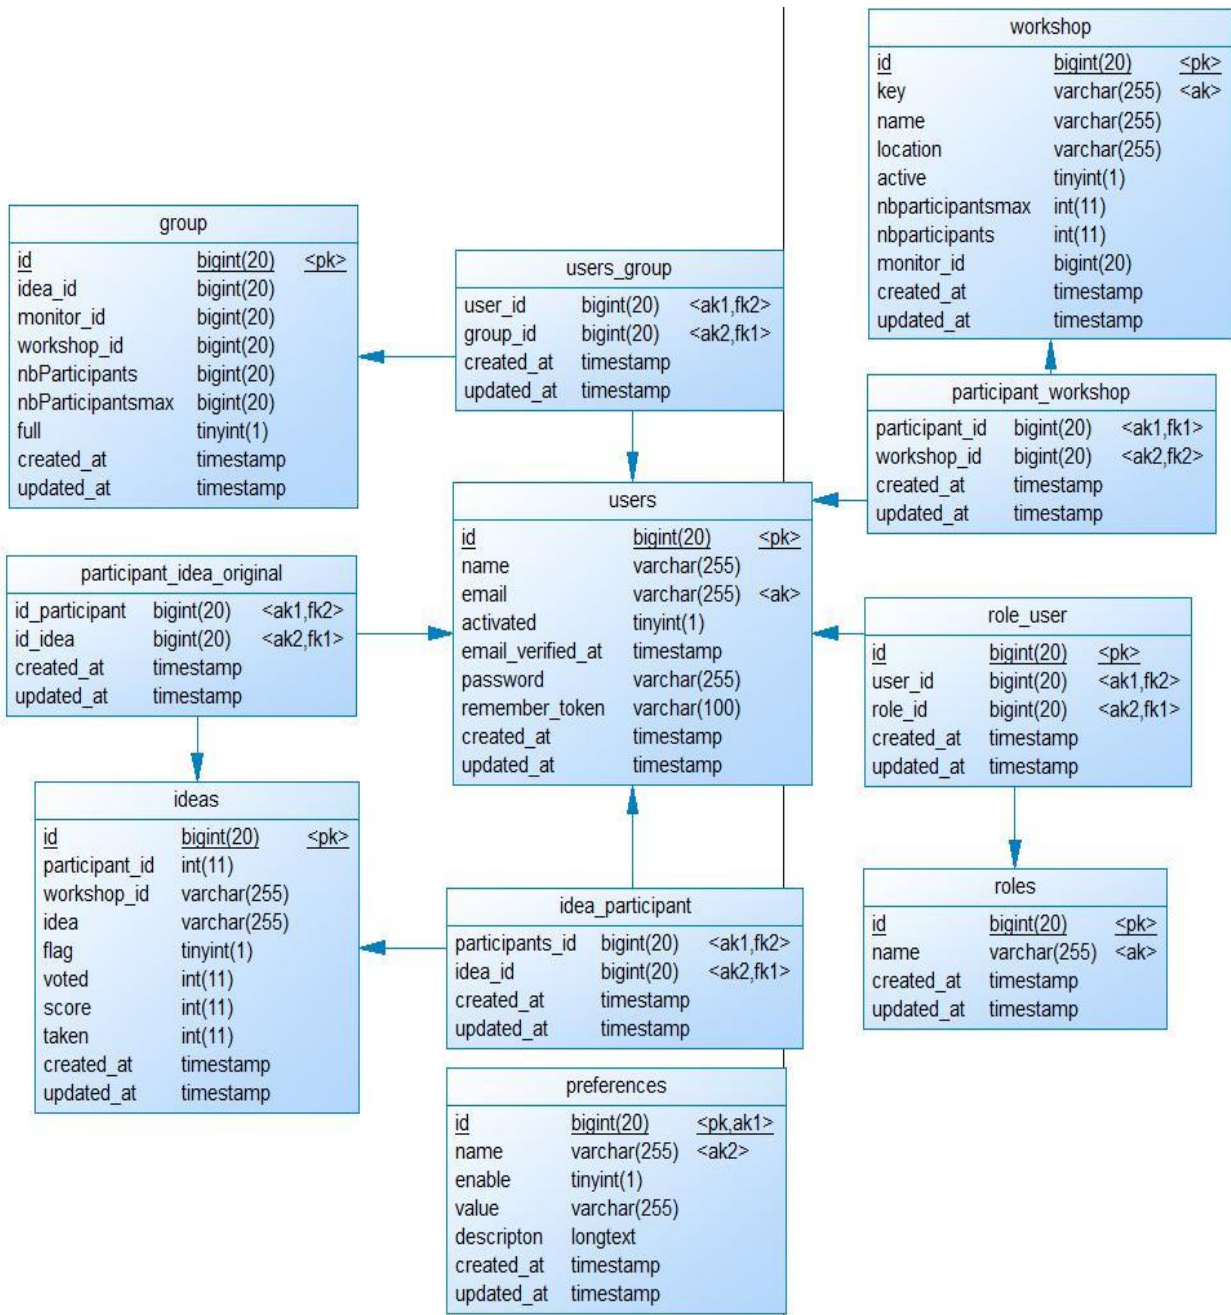 workshop
id bigint(20) <pk>
key varchar(255) <ak>
name varchar(255)
location varchar(255)
active tinyint(1)
nbparticipantsmax int(11)
nbparticipants int(11)
monitor_id bigint(20)
created_at timestamp
updated_at timestamp
group
id bigint(20) <pk>
idea_id bigint(20)
monitor_id bigint(20)
workshop_id bigint(20)
nbParticipants bigint(20)
nbParticipantsmax bigint(20)
full tinyint(1)
created_at timestamp
updated_at timestamp
users_group
user_id bigint(20) <ak1,fk2>
group_id bigint(20) <ak2,fk1>
created_at timestamp
updated_at timestamp
participant_workshop
participant_id bigint(20) <ak1,fk1>
workshop_id bigint(20) <ak2,fk2>
created_at timestamp
updated_at timestamp
users
id bigint(20) <pk>
name varchar(255)
email varchar(255) <ak>
activated tinyint(1)
email_verified_at timestamp
password varchar(255)
remember_token varchar(100)
created_at timestamp
updated_at timestamp
participant_idea_original
id_participant bigint(20) <ak1,fk2>
id_idea bigint(20) <ak2,fk1>
created_at timestamp
updated_at timestamp
role_user
id bigint(20) <pk>
user_id bigint(20) <ak1,fk2>
role_id bigint(20) <ak2,fk1>
created_at timestamp
updated_at timestamp
ideas
id bigint(20) <pk>
participant_id int(11)
workshop_id varchar(255)
idea varchar(255)
flag tinyint(1)
voted int(11)
score int(11)
taken int(11)
created_at timestamp
updated_at timestamp
idea_participant
participants_id bigint(20) <ak1,fk2>
idea_id bigint(20) <ak2,fk1>
created_at timestamp
updated_at timestamp
roles
id bigint(20) <pk>
name varchar(255) <ak>
created_at timestamp
updated_at timestamp
preferences
id bigint(20) <pk,ak1>
name varchar(255) <ak2>
enable tinyint(1)
value varchar(255)
descripton longtext
created_at timestamp
updated_at timestamp